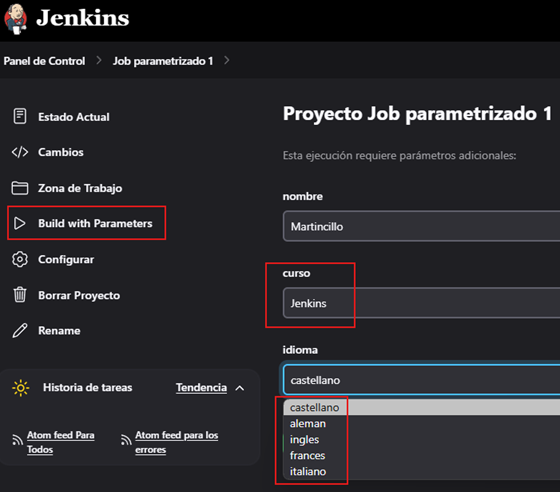 Jenkins
Panel de Control > Job parametrizado 1 >
Estado Actual
Cambios
Zona de Trabajo
Build with Parameters
Configurar
Borrar Proyecto
Rename
Historia de tareas Tendencia
Atom feed Para
Todos
Atom feed para los
errores
Proyecto Job parametrizado 1
Esta ejecución requiere parámetros adicionales:
nombre
Martincillo
curso
Jenkins
idioma
castellano
castellano
aleman
ingles
frances
italiano